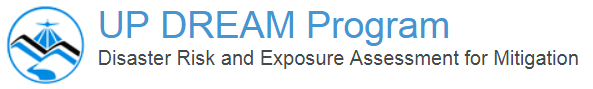 UP DREAM Program
Disaster Risk and Exposure Assessment for Mitigation